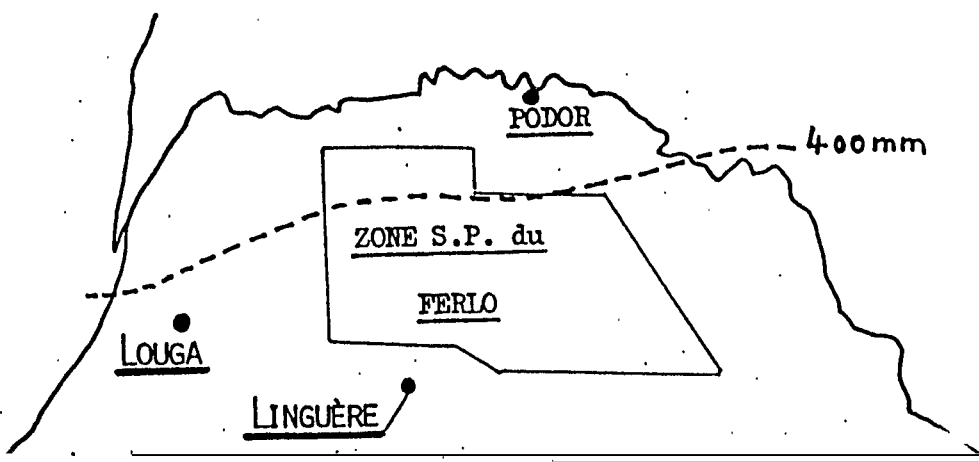 PODOR
400mm
ZONE S.P. du
FERLO
LOUGA
LINGUÈRE